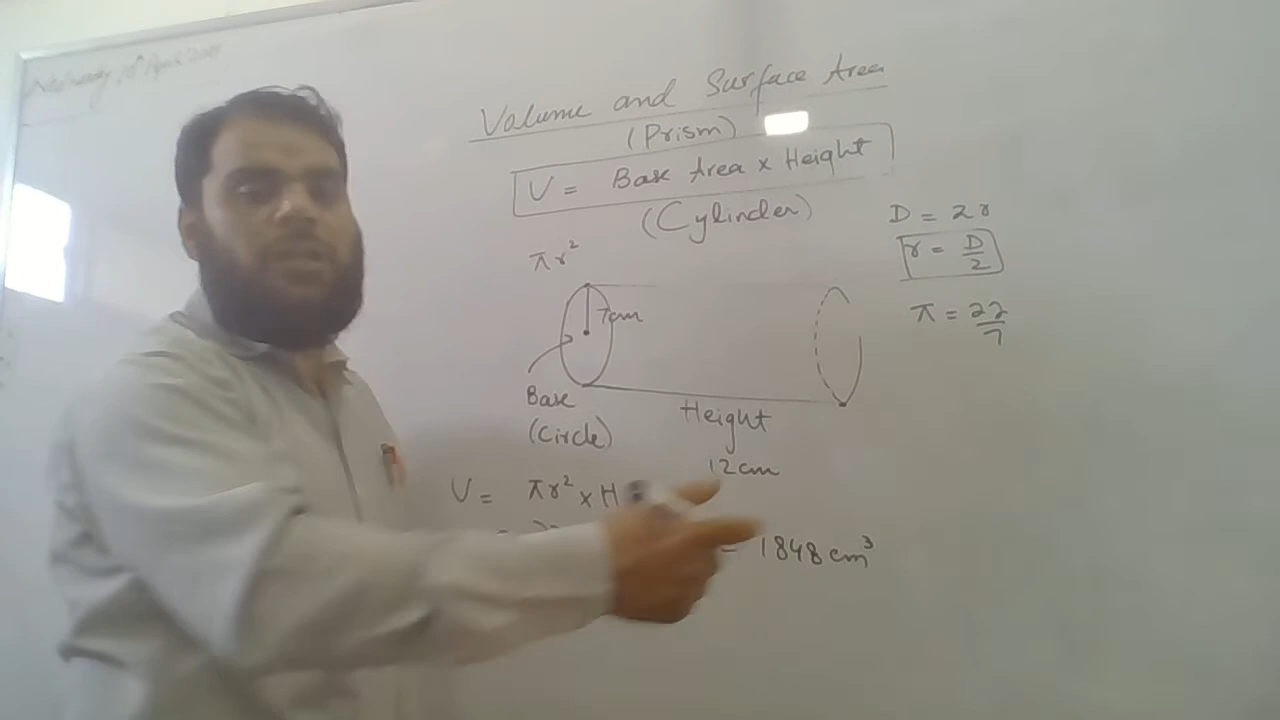 Volume and Surface Area
(Prism)
V = Base Area x Height
(Cylinder)
D = 2r
r = D/2
π = 22/7
πr²
7cm
Base
(Circle)
Height
12cm
V = πr² x H
= 1848 cm³